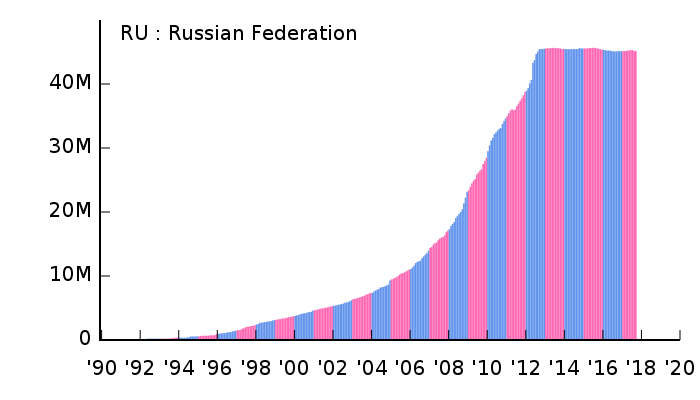 RU : Russian Federation
40M
30M
20M
10M
0
'90 '92 '94 '96 '98 '00 '02 '04 '06 '08 '10 '12 '14 '16 '18 '20